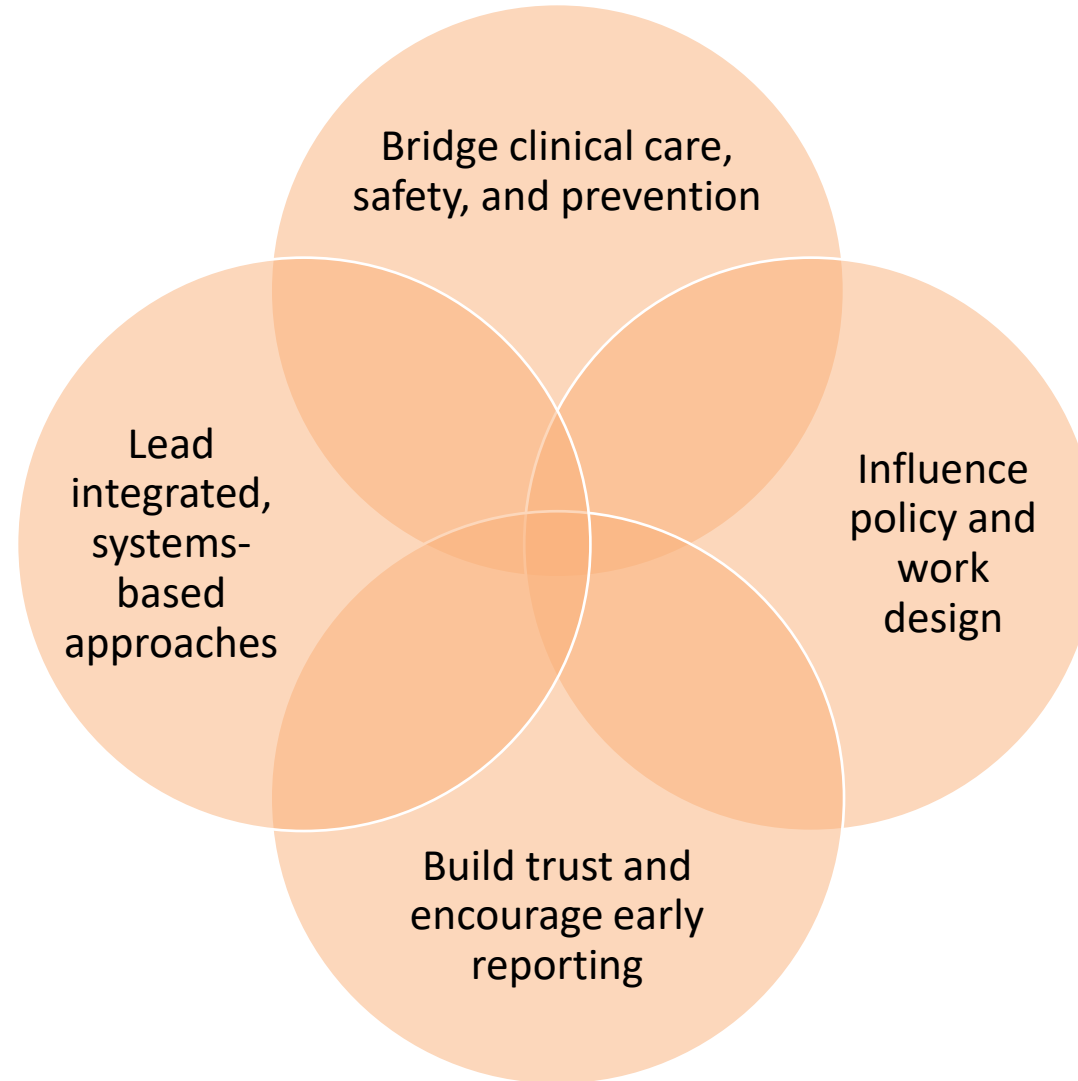 Bridge clinical care,
safety, and prevention
Lead
integrated,
systems-
based
approaches
Influence
policy and
work
design
Build trust and
encourage early
reporting